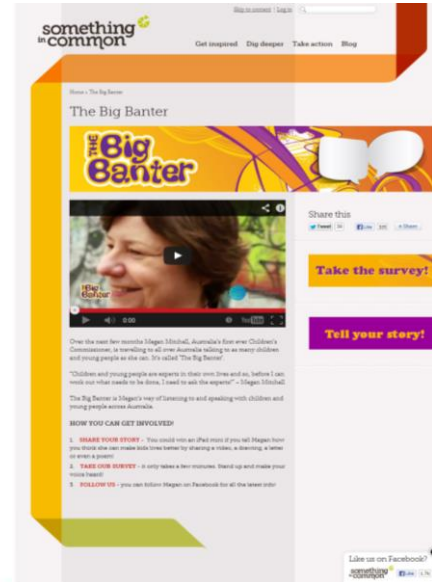 something
in common
Skip to content | Log in
Get inspired Dig deeper Take action Blog
Home » The Big Banter
The Big Banter
THE Big Banter
Big Banter
0:00
YouTube
Share this
Tweet
Like
Share
Take the survey!
Tell your story!
Over the next few months Megan Mitchell, Australia's first ever Children's
Commissioner, is travelling to all over Australia talking to as many children
and young people as she can. It's called 'The Big Banter'.
"Children and young people are experts in their own lives and so, before I can
work out what needs to be done, I need to ask the experts!" – Megan Mitchell
The Big Banter is Megan's way of listening to and speaking with children and
young people across Australia.
HOW YOU CAN GET INVOLVED!
1. SHARE YOUR STORY - You could win an iPad mini if you tell Megan how
you think she can make kids lives better by sharing a video, a drawing, a letter
or even a poem!
2. TAKE OUR SURVEY - it only takes a few minutes. Stand up and make your
voice heard!
3. FOLLOW US - you can follow Megan on Facebook for all the latest info!
Like us on Facebook?
something
in common
Like